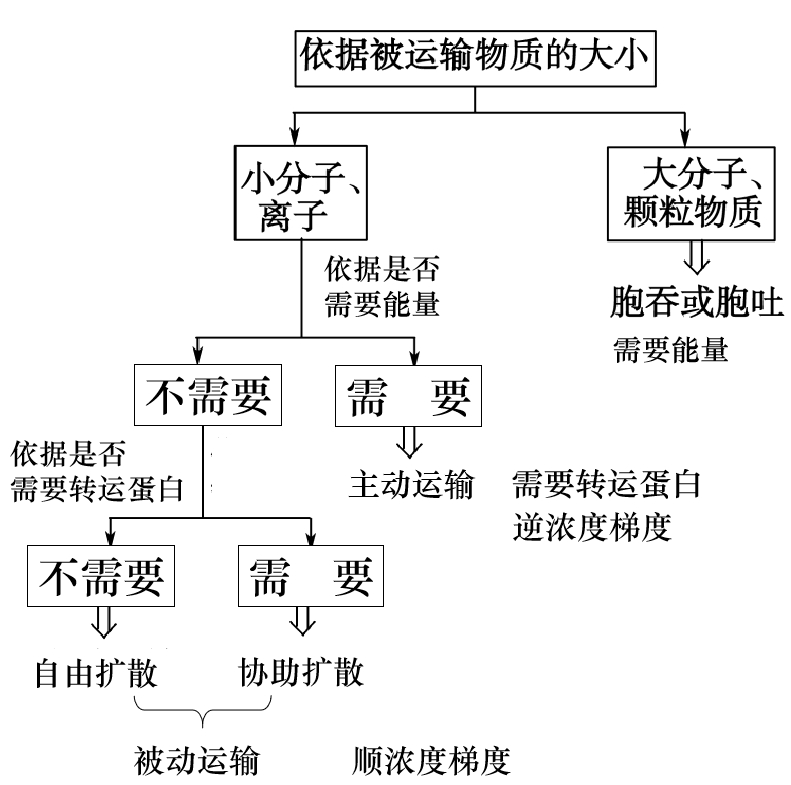 依据被运输物质的大小
小分子、
离子
大分子、
颗粒物质
依据是否
需要能量
胞吞或胞吐
需要能量
不需要
需 要
依据是否
需要转运蛋白
主动运输
需要转运蛋白
逆浓度梯度
不需要
需 要
自由扩散
协助扩散
被动运输
顺浓度梯度